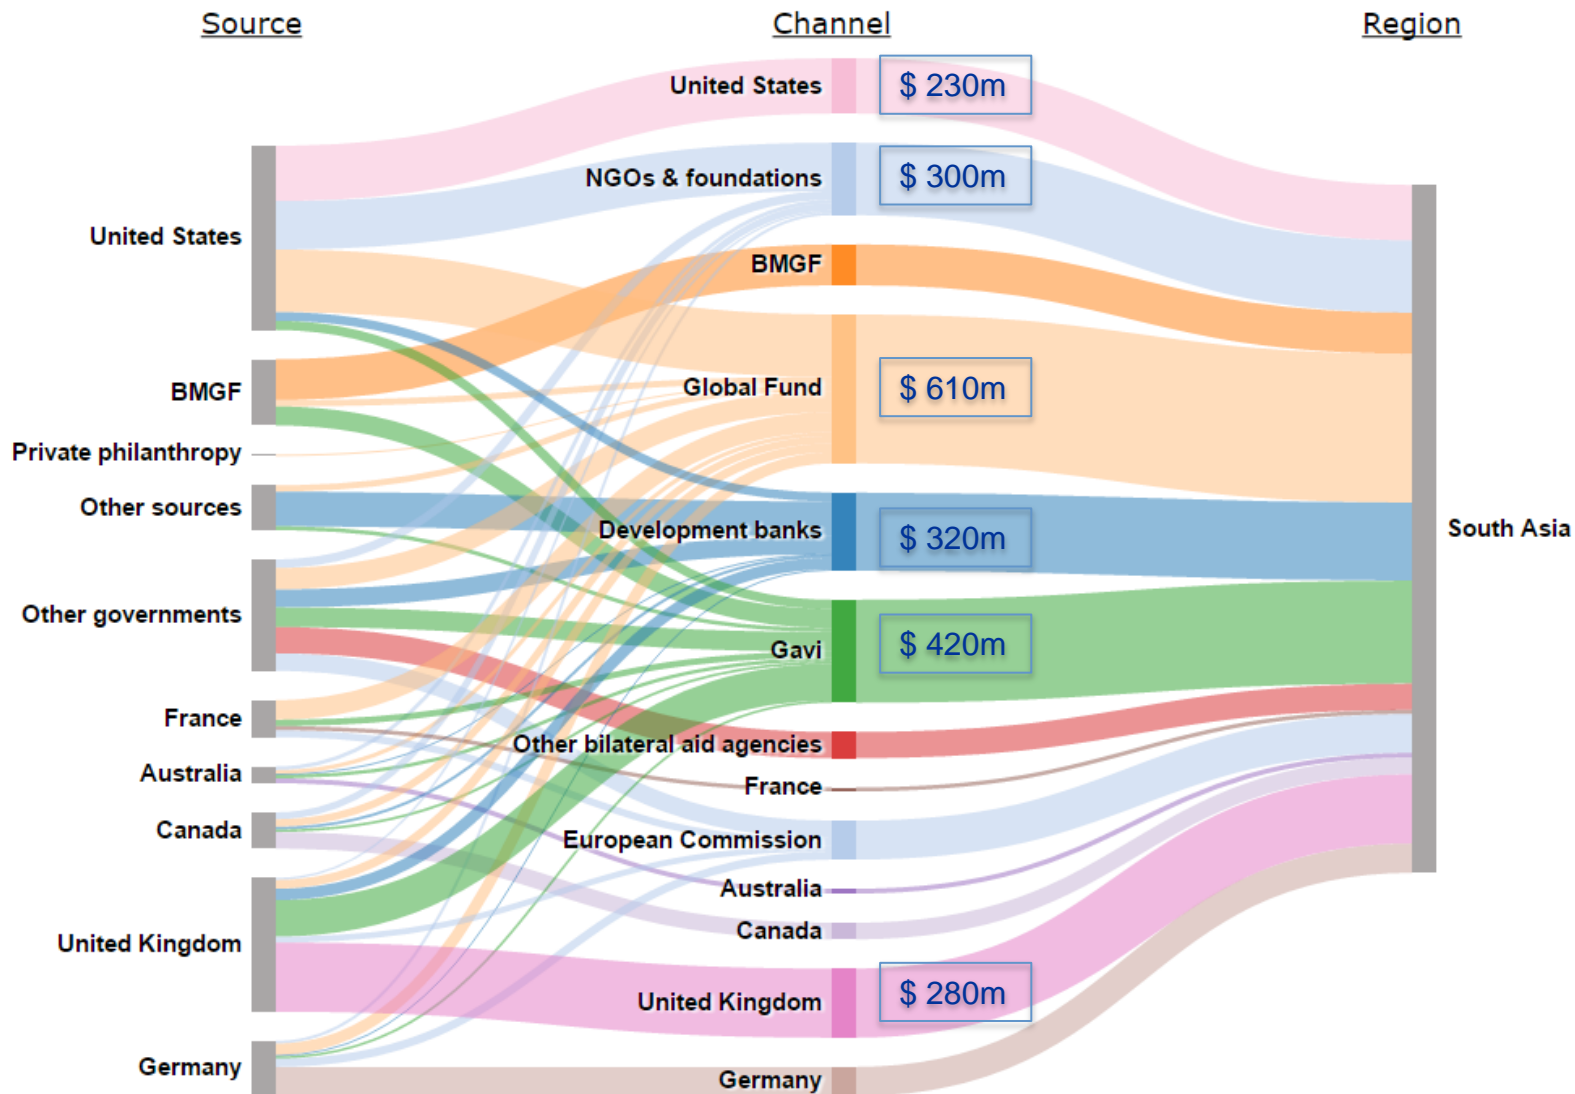 Source
Channel
Region
United States
BMGF
Private philanthropy
Other sources
Other governments
France
Australia
Canada
United Kingdom
Germany
United States
$ 230m
NGOs & foundations
$ 300m
BMGF
Global Fund
$ 610m
Development banks
$ 320m
Gavi
$ 420m
Other bilateral aid agencies
France
European Commission
Australia
Canada
United Kingdom
$ 280m
Germany
South Asia